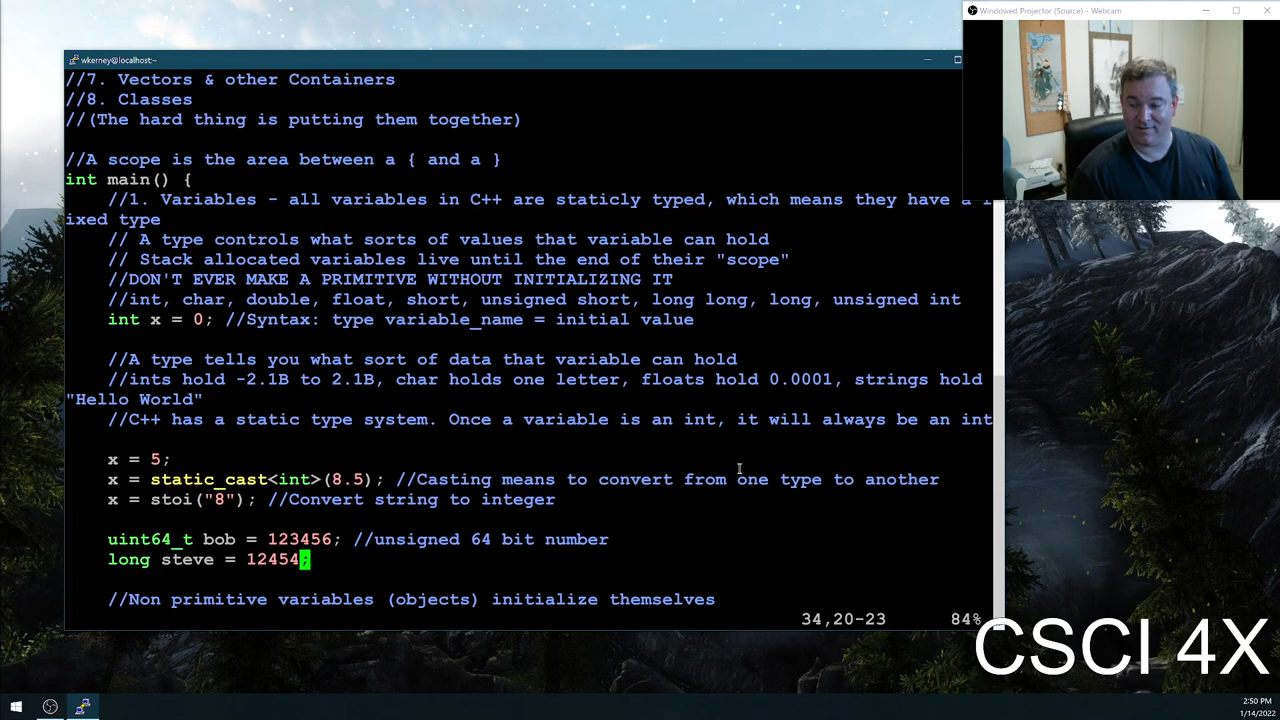 Windowed Projector (Source) - Webcam
wkerney@localhost:~
//7. Vectors & other Containers
//8. Classes
//(The hard thing is putting them together)
//A scope is the area between a { and a }
int main() {
//1. Variables - all variables in C++ are staticly typed, which means they have a
ixed type
// A type controls what sorts of values that variable can hold
// Stack allocated variables live until the end of their "scope"
//DON'T EVER MAKE A PRIMITIVE WITHOUT INITIALIZING IT
//int, char, double, float, short, unsigned short, long long, long, unsigned int
int x = 0; //Syntax: type variable_name = initial value
//A type tells you what sort of data that variable can hold
//ints hold -2.1B to 2.1B, char holds one letter, floats hold 0.0001, strings hold
"Hello World"
//C++ has a static type system. Once a variable is an int, it will always be an int
x = 5;
x = static_cast<int>(8.5); //Casting means to convert from one type to another
x = stoi("8"); //Convert string to integer
uint64_t bob = 123456; //unsigned 64 bit number
long steve = 12454;
//Non primitive variables (objects) initialize themselves
34,20-23 84%
CSCI 4X
2:50 PM
1/14/2022